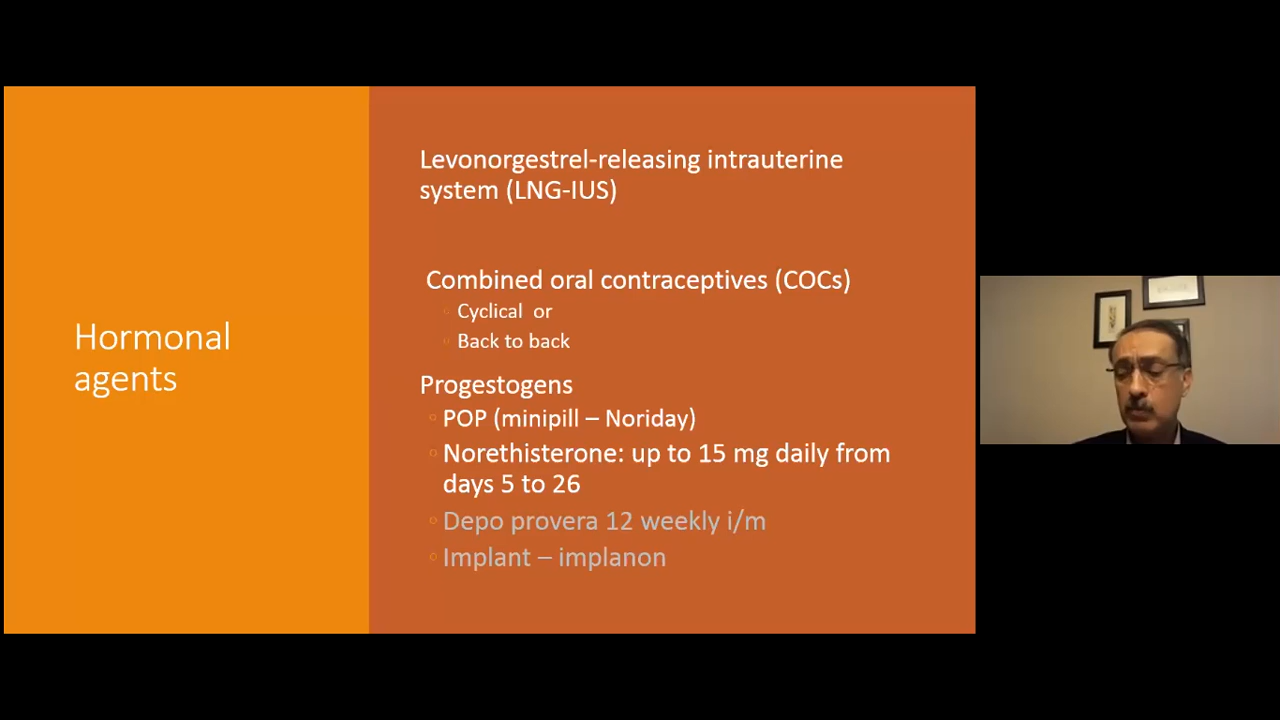 Hormonal
agents
Levonorgestrel-releasing intrauterine
system (LNG-IUS)
Combined oral contraceptives (COCs)
Cyclical or
Back to back
Progestogens
POP (minipill – Noriday)
Norethisterone: up to 15 mg daily from
days 5 to 26
Depo provera 12 weekly i/m
Implant – implanon